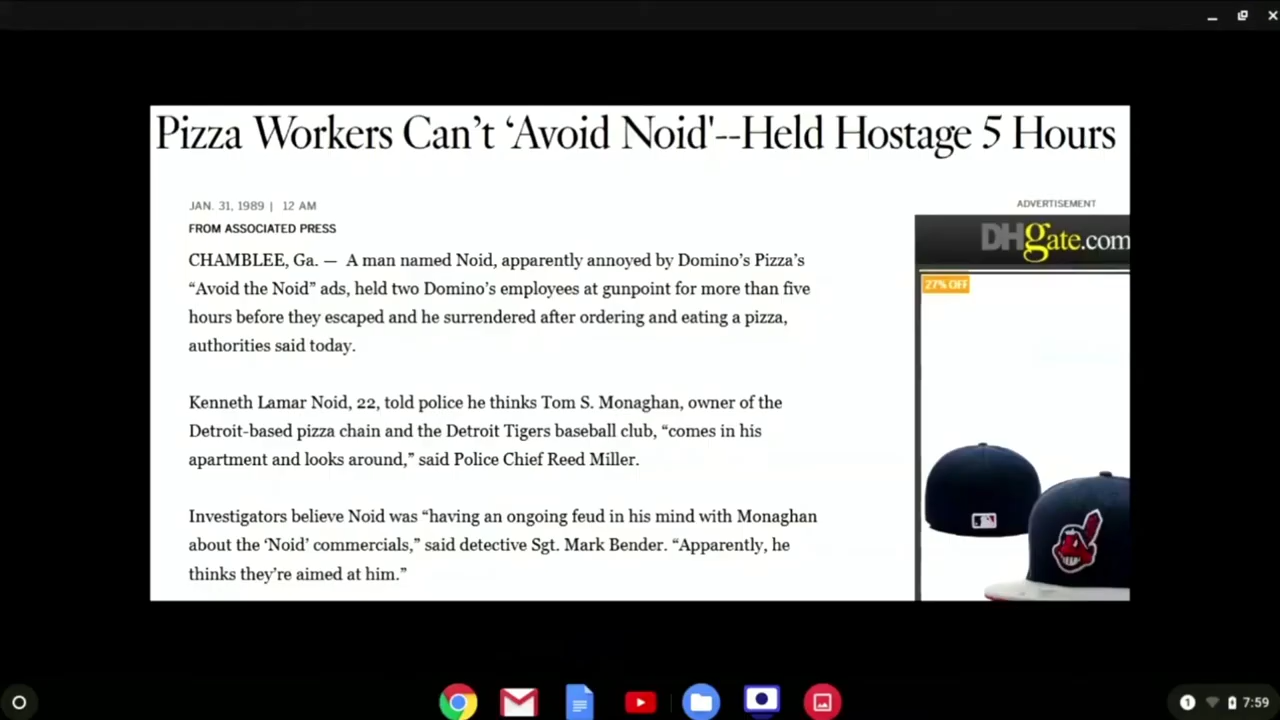 Pizza Workers Can't ‘Avoid Noid'--Held Hostage 5 Hours
JAN. 31, 1989 | 12 AM
ADVERTISEMENT
FROM ASSOCIATED PRESS
CHAMBLEE, Ga. — A man named Noid, apparently annoyed by Domino’s Pizza’s
“Avoid the Noid” ads, held two Domino’s employees at gunpoint for more than five
hours before they escaped and he surrendered after ordering and eating a pizza,
authorities said today.
Kenneth Lamar Noid, 22, told police he thinks Tom S. Monaghan, owner of the
Detroit-based pizza chain and the Detroit Tigers baseball club, “comes in his
apartment and looks around,” said Police Chief Reed Miller.
Investigators believe Noid was “having an ongoing feud in his mind with Monaghan
about the ‘Noid’ commercials,” said detective Sgt. Mark Bender. “Apparently, he
thinks they’re aimed at him.”
DHgate.com
27% OFF
1
7:59